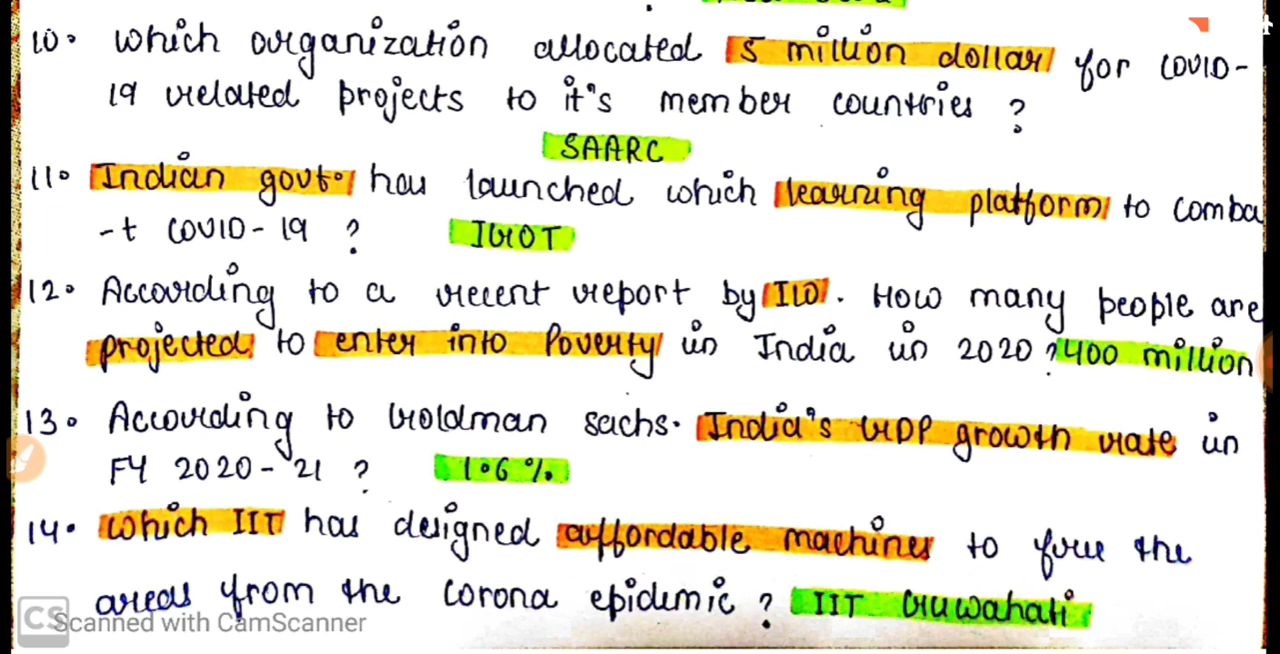 10. which organization allocated 5 million dollar for COVID-
19 related projects to it's member countries ?
SAARC
11. Indian govt. has launched which learning platform to comba
-t COVID-19 ? IGOT
12. According to a recent report by ILO. How many people are
projected to enter into Poverty in India in 2020 ? 400 million
13. According to Goldman sachs. India's GDP growth rate in
FY 2020-21 ? 1.6 %.
14. which IIT has designed affordable machines to free the
areas from the corona epidemic ? IIT Guwahati
CS Scanned with CamScanner